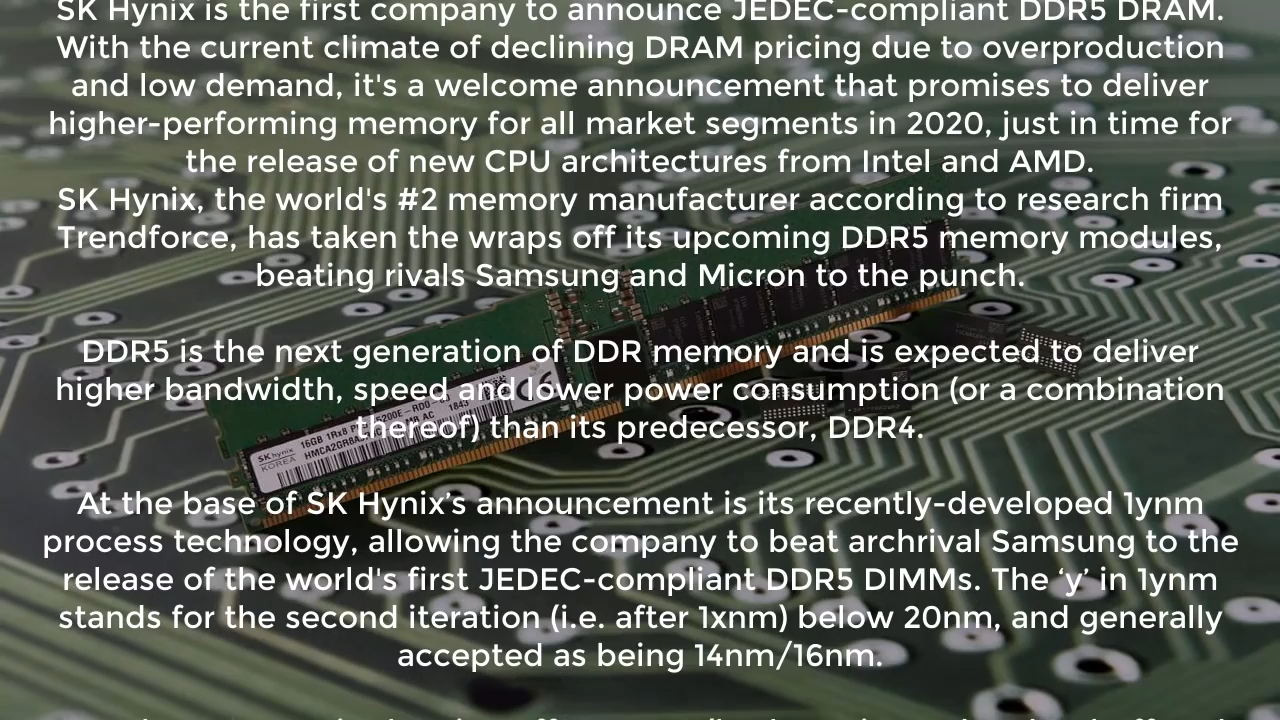 SK Hynix is the first company to announce JEDEC-compliant DDR5 DRAM.
With the current climate of declining DRAM pricing due to overproduction
and low demand, it's a welcome announcement that promises to deliver
higher-performing memory for all market segments in 2020, just in time for
the release of new CPU architectures from Intel and AMD.
SK Hynix, the world's #2 memory manufacturer according to research firm
Trendforce, has taken the wraps off its upcoming DDR5 memory modules,
beating rivals Samsung and Micron to the punch.
DDR5 is the next generation of DDR memory and is expected to deliver
higher bandwidth, speed and lower power consumption (or a combination
thereof) than its predecessor, DDR4.
At the base of SK Hynix’s announcement is its recently-developed 1ynm
process technology, allowing the company to beat archrival Samsung to the
release of the world's first JEDEC-compliant DDR5 DIMMs. The ‘y’ in 1ynm
stands for the second iteration (i.e. after 1xnm) below 20nm, and generally
accepted as being 14nm/16nm.
16GB 1Rx8
SK hynix
KOREA
1843